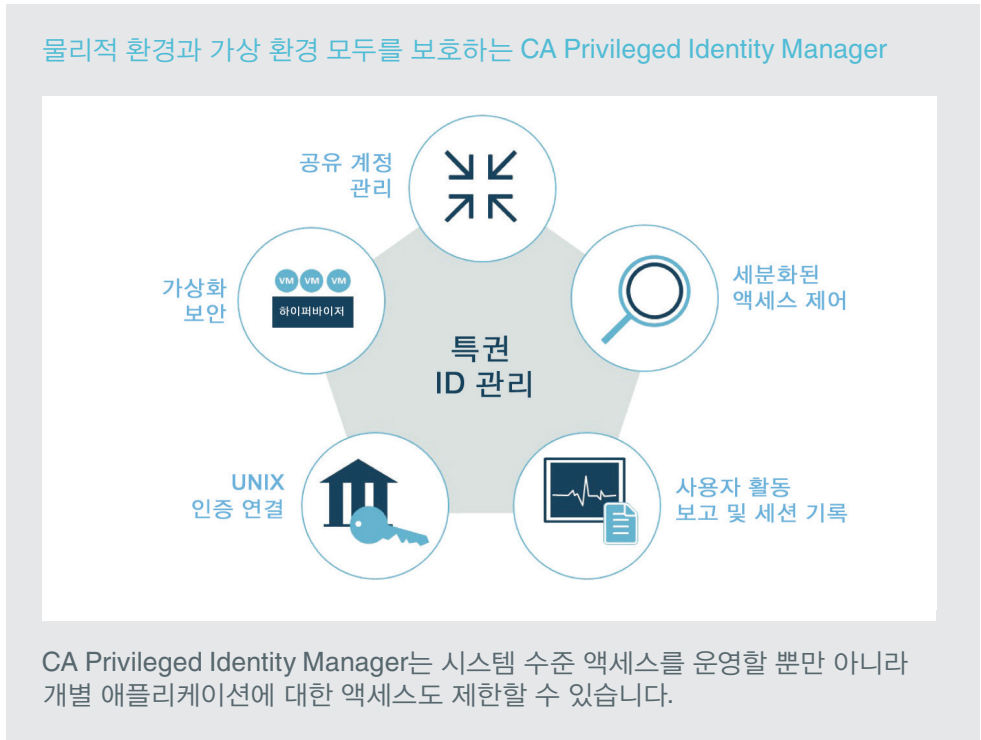 물리적 환경과 가상 환경 모두를 보호하는 CA Privileged Identity Manager
공유 계정
관리
가상화
보안
VM VM VM
하이퍼바이저
세분화된
액세스 제어
특권
ID 관리
UNIX
인증 연결
사용자 활동
보고 및 세션 기록
CA Privileged Identity Manager는 시스템 수준 액세스를 운영할 뿐만 아니라
개별 애플리케이션에 대한 액세스도 제한할 수 있습니다.